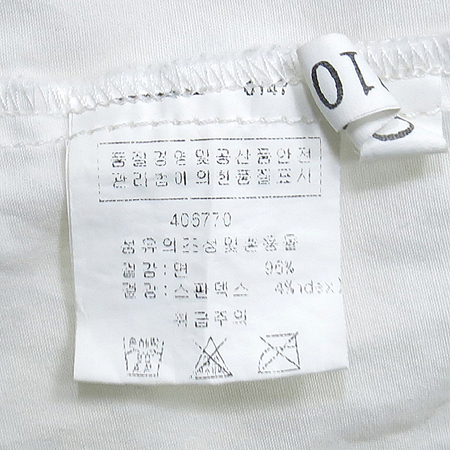 품질경영및공산품안전
관리법에의한품질표시
406770
섬유의조성및혼용율
겉감:면 96%
겉감:스판덱스 4%
취급주의